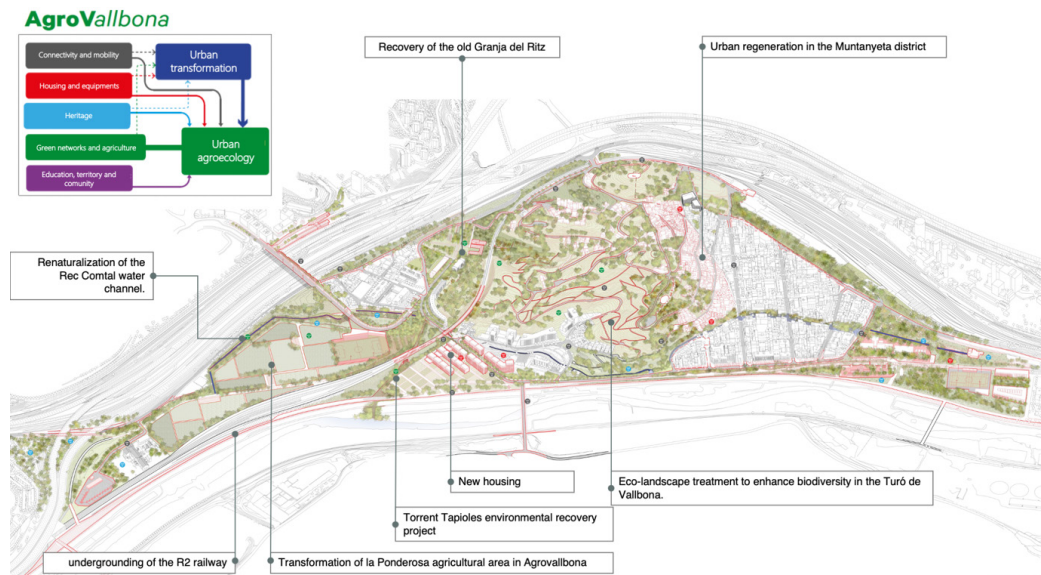 AgroVallbona
Connectivity and mobility
Housing and equipments
Heritage
Green networks and agriculture
Education, territory and
comunity
Urban
transformation
Urban
agroecology
Recovery of the old Granja del Ritz
Urban regeneration in the Muntanyeta district
Renaturalization of the
Rec Comtal water
channel.
New housing
Eco-landscape treatment to enhance biodiversity in the Turó de
Vallbona.
Torrent Tapioles environmental recovery
project
undergrounding of the R2 railway
Transformation of la Ponderosa agricultural area in Agrovallbona